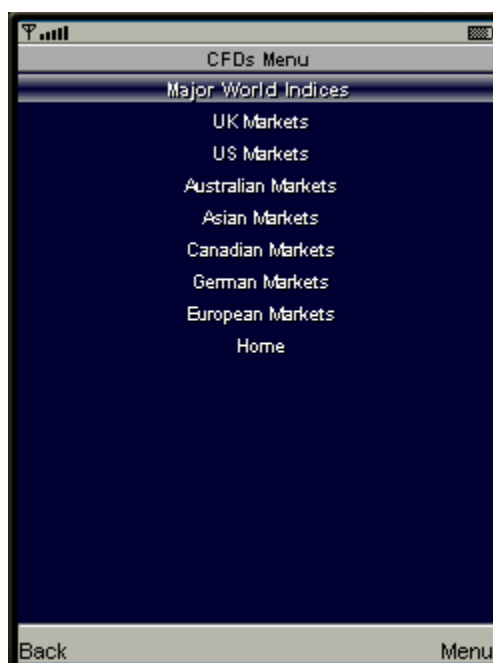 CFDs Menu
Major World Indices
UK Markets
US Markets
Australian Markets
Asian Markets
Canadian Markets
German Markets
European Markets
Home
Back Menu